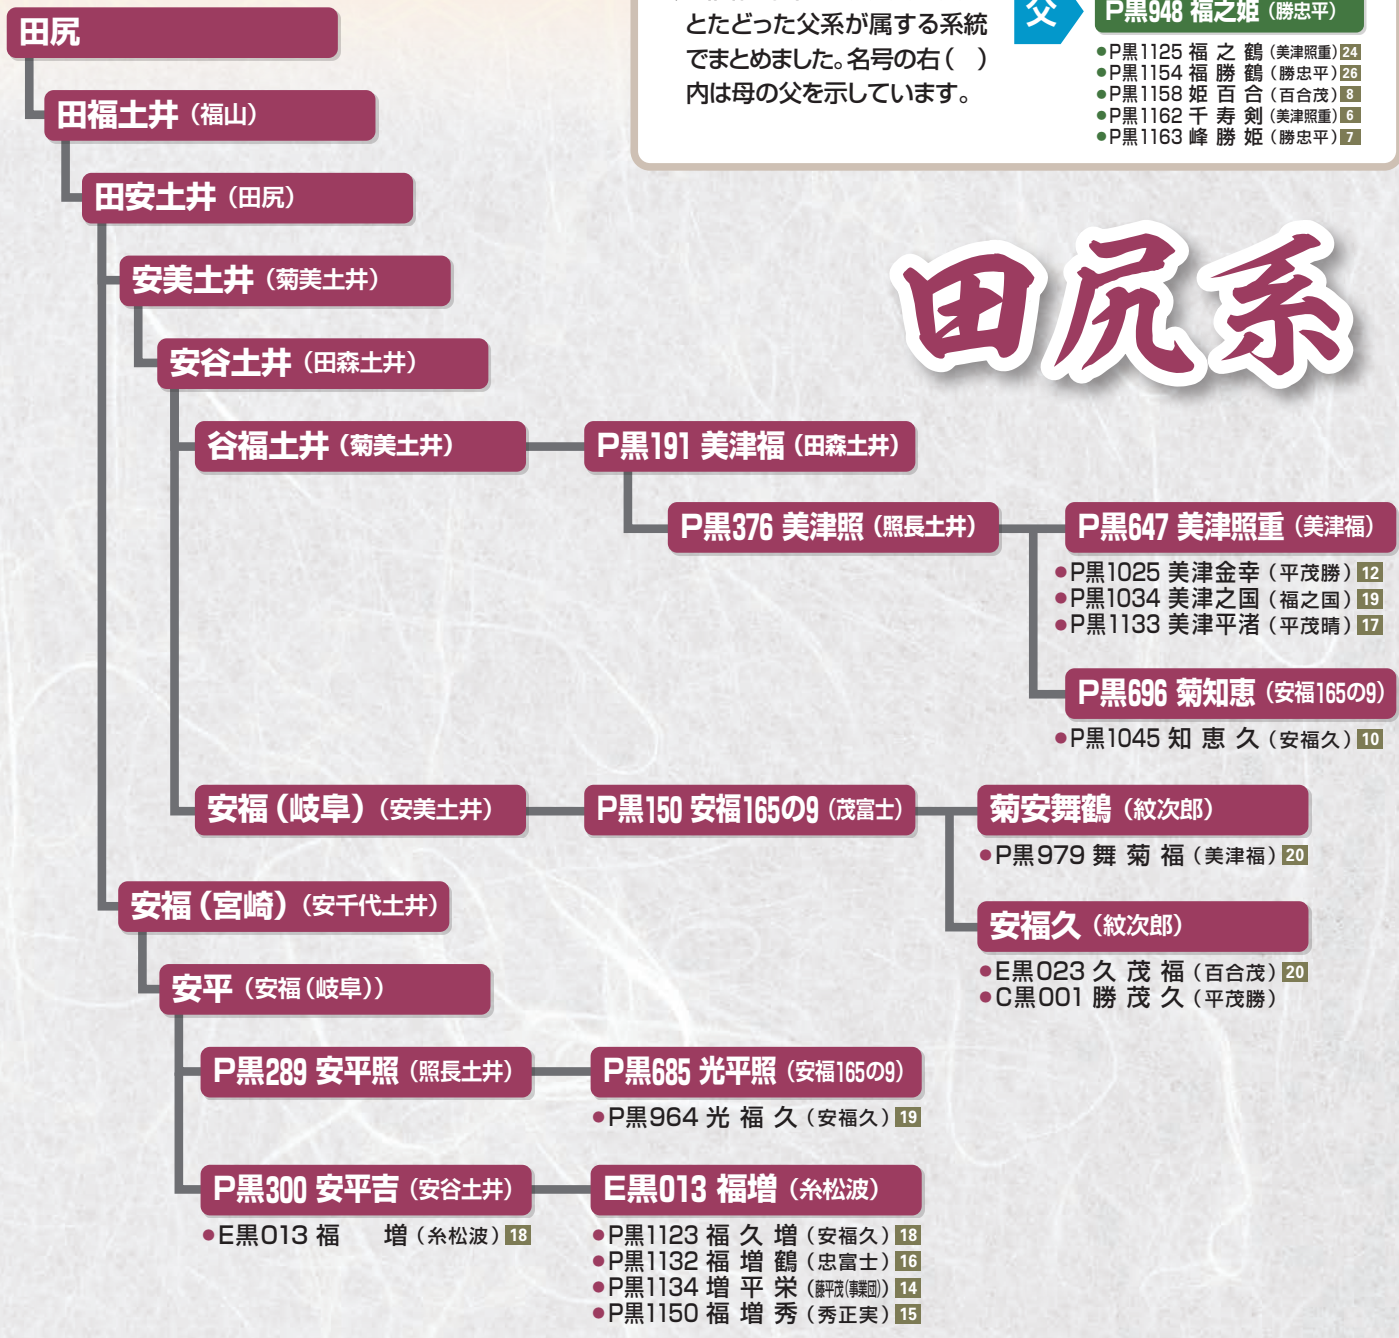 とたどった父系が属する系統
でまとめました。名号の右(　)
内は母の父を示しています。
父
P黒948 福之姫(勝忠平)
●P黒1125 福之鶴(美津照重)24
●P黒1154 福勝鶴(勝忠平)26
●P黒1158 姫百合(百合茂)8
●P黒1162 千寿剣(美津照重)6
●P黒1163 峰勝姫(勝忠平)7
田尻系
田尻
田福土井(福山)
田安土井(田尻)
安美土井(菊美土井)
安谷土井(田森土井)
谷福土井(菊美土井)
P黒191 美津福(田森土井)
P黒376 美津照(照長土井)
P黒647 美津照重(美津福)
●P黒1025 美津金幸(平茂勝)12
●P黒1034 美津之国(福之国)19
●P黒1133 美津平渚(平茂晴)17
P黒696 菊知恵(安福165の9)
●P黒1045 知恵久(安福久)10
安福(岐阜)(安美土井)
P黒150 安福165の9(茂富士)
菊安舞鶴(紋次郎)
●P黒979 舞菊福(美津福)20
安福久(紋次郎)
●E黒023 久茂福(百合茂)20
●C黒001 勝茂久(平茂勝)
安福(宮崎)(安千代土井)
安平(安福(岐阜))
P黒289 安平照(照長土井)
P黒685 光平照(安福165の9)
●P黒964 光福久(安福久)19
P黒300 安平吉(安谷土井)
●E黒013 福　増(糸松波)18
E黒013 福増(糸松波)
●P黒1123 福久増(安福久)18
●P黒1132 福増鶴(忠富士)16
●P黒1134 増平栄(藤平茂(事業団))14
●P黒1150 福増秀(秀正実)15